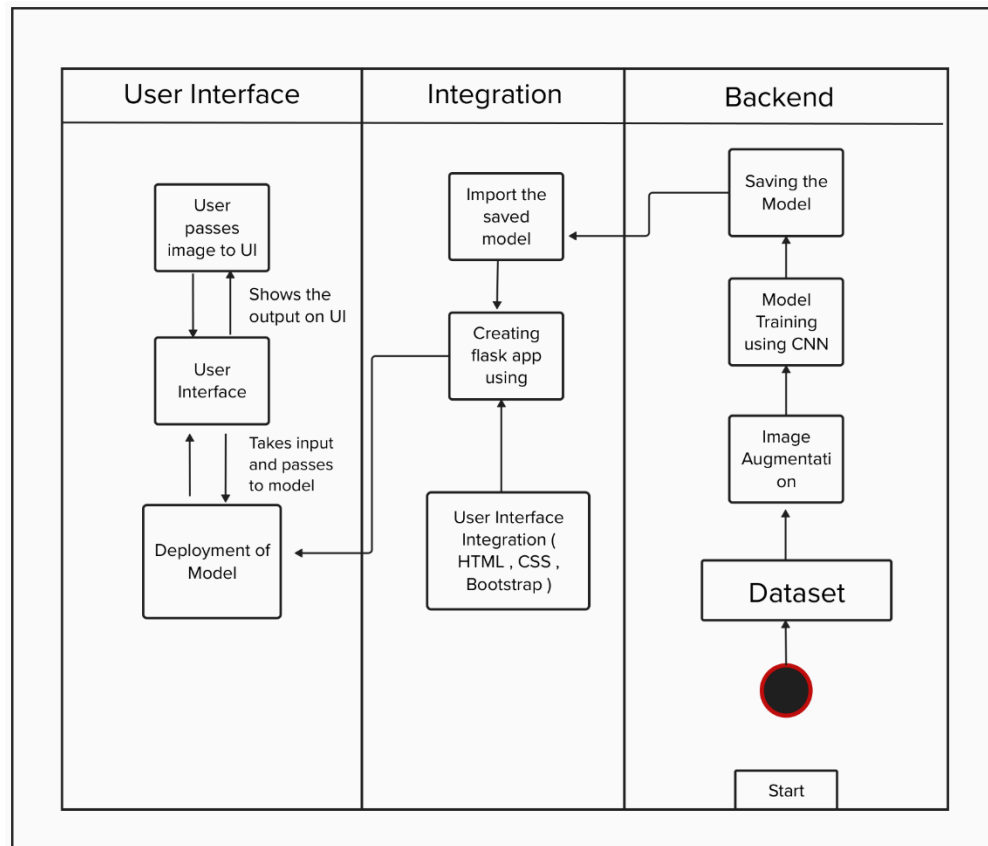 User Interface
Integration
Backend
User
passes
image to UI
Shows the
output on UI
User
Interface
Takes input
and passes
to model
Deployment of
Model
Import the
saved
model
Creating
flask app
using
User Interface
Integration (
HTML , CSS ,
Bootstrap )
Saving the
Model
Model
Training
using CNN
Image
Augmentati
on
Dataset
Start